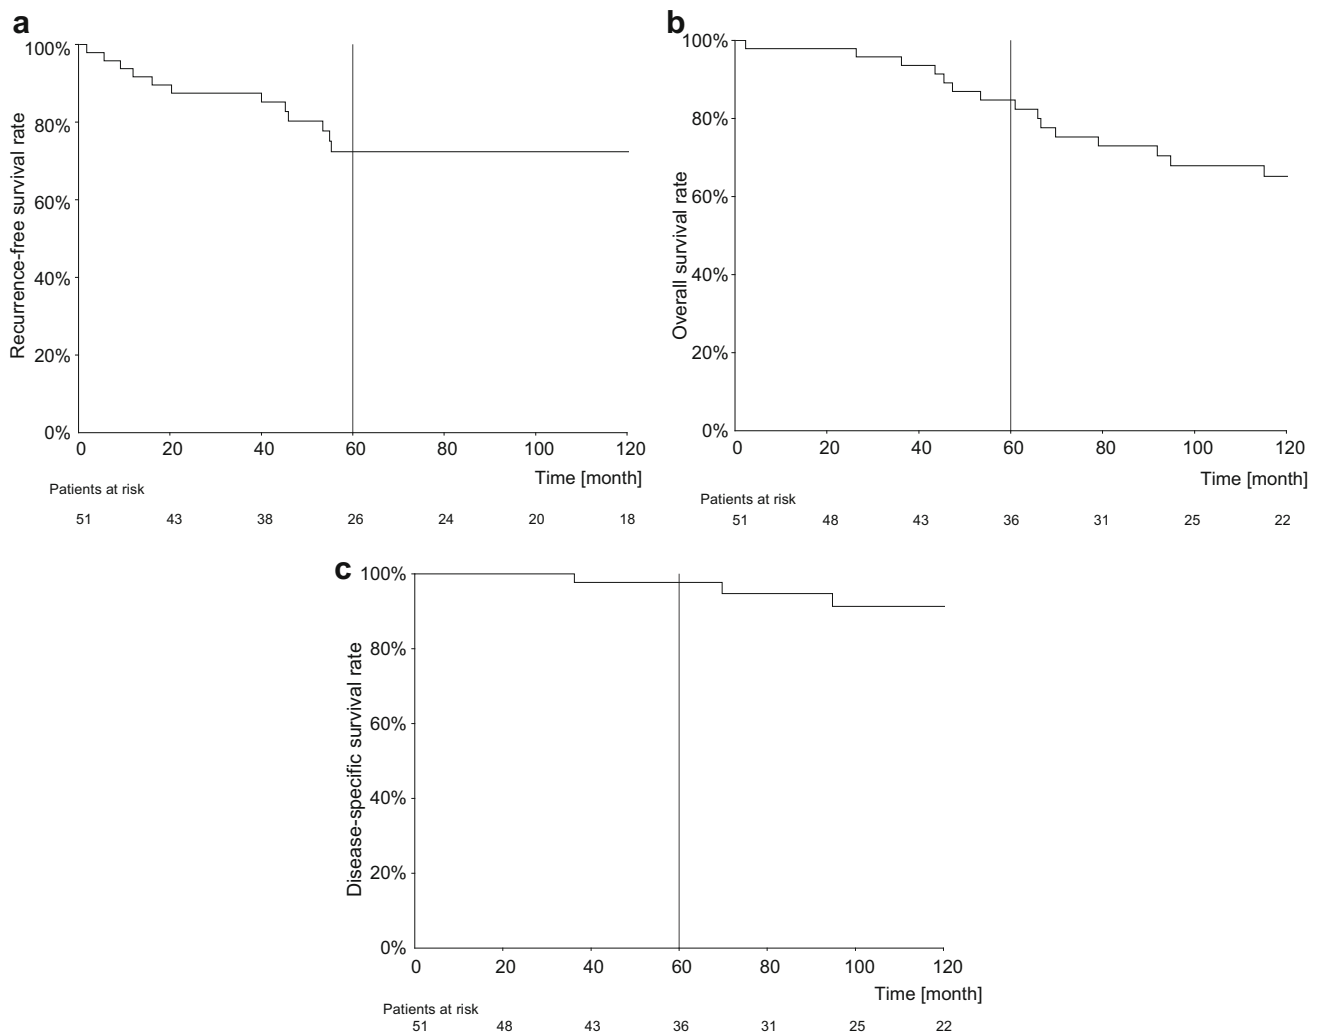 a
Recurrence-free survival rate
100%
80%
60%
40%
20%
0%
0 20 40 60 80 100 120
Time [month]
Patients at risk
51 43 38 26 24 20 18
b
Overall survival rate
100%
80%
60%
40%
20%
0%
0 20 40 60 80 100 120
Time [month]
Patients at risk
51 48 43 36 31 25 22
c
Disease-specific survival rate
100%
80%
60%
40%
20%
0%
0 20 40 60 80 100 120
Time [month]
Patients at risk
51 48 43 36 31 25 22